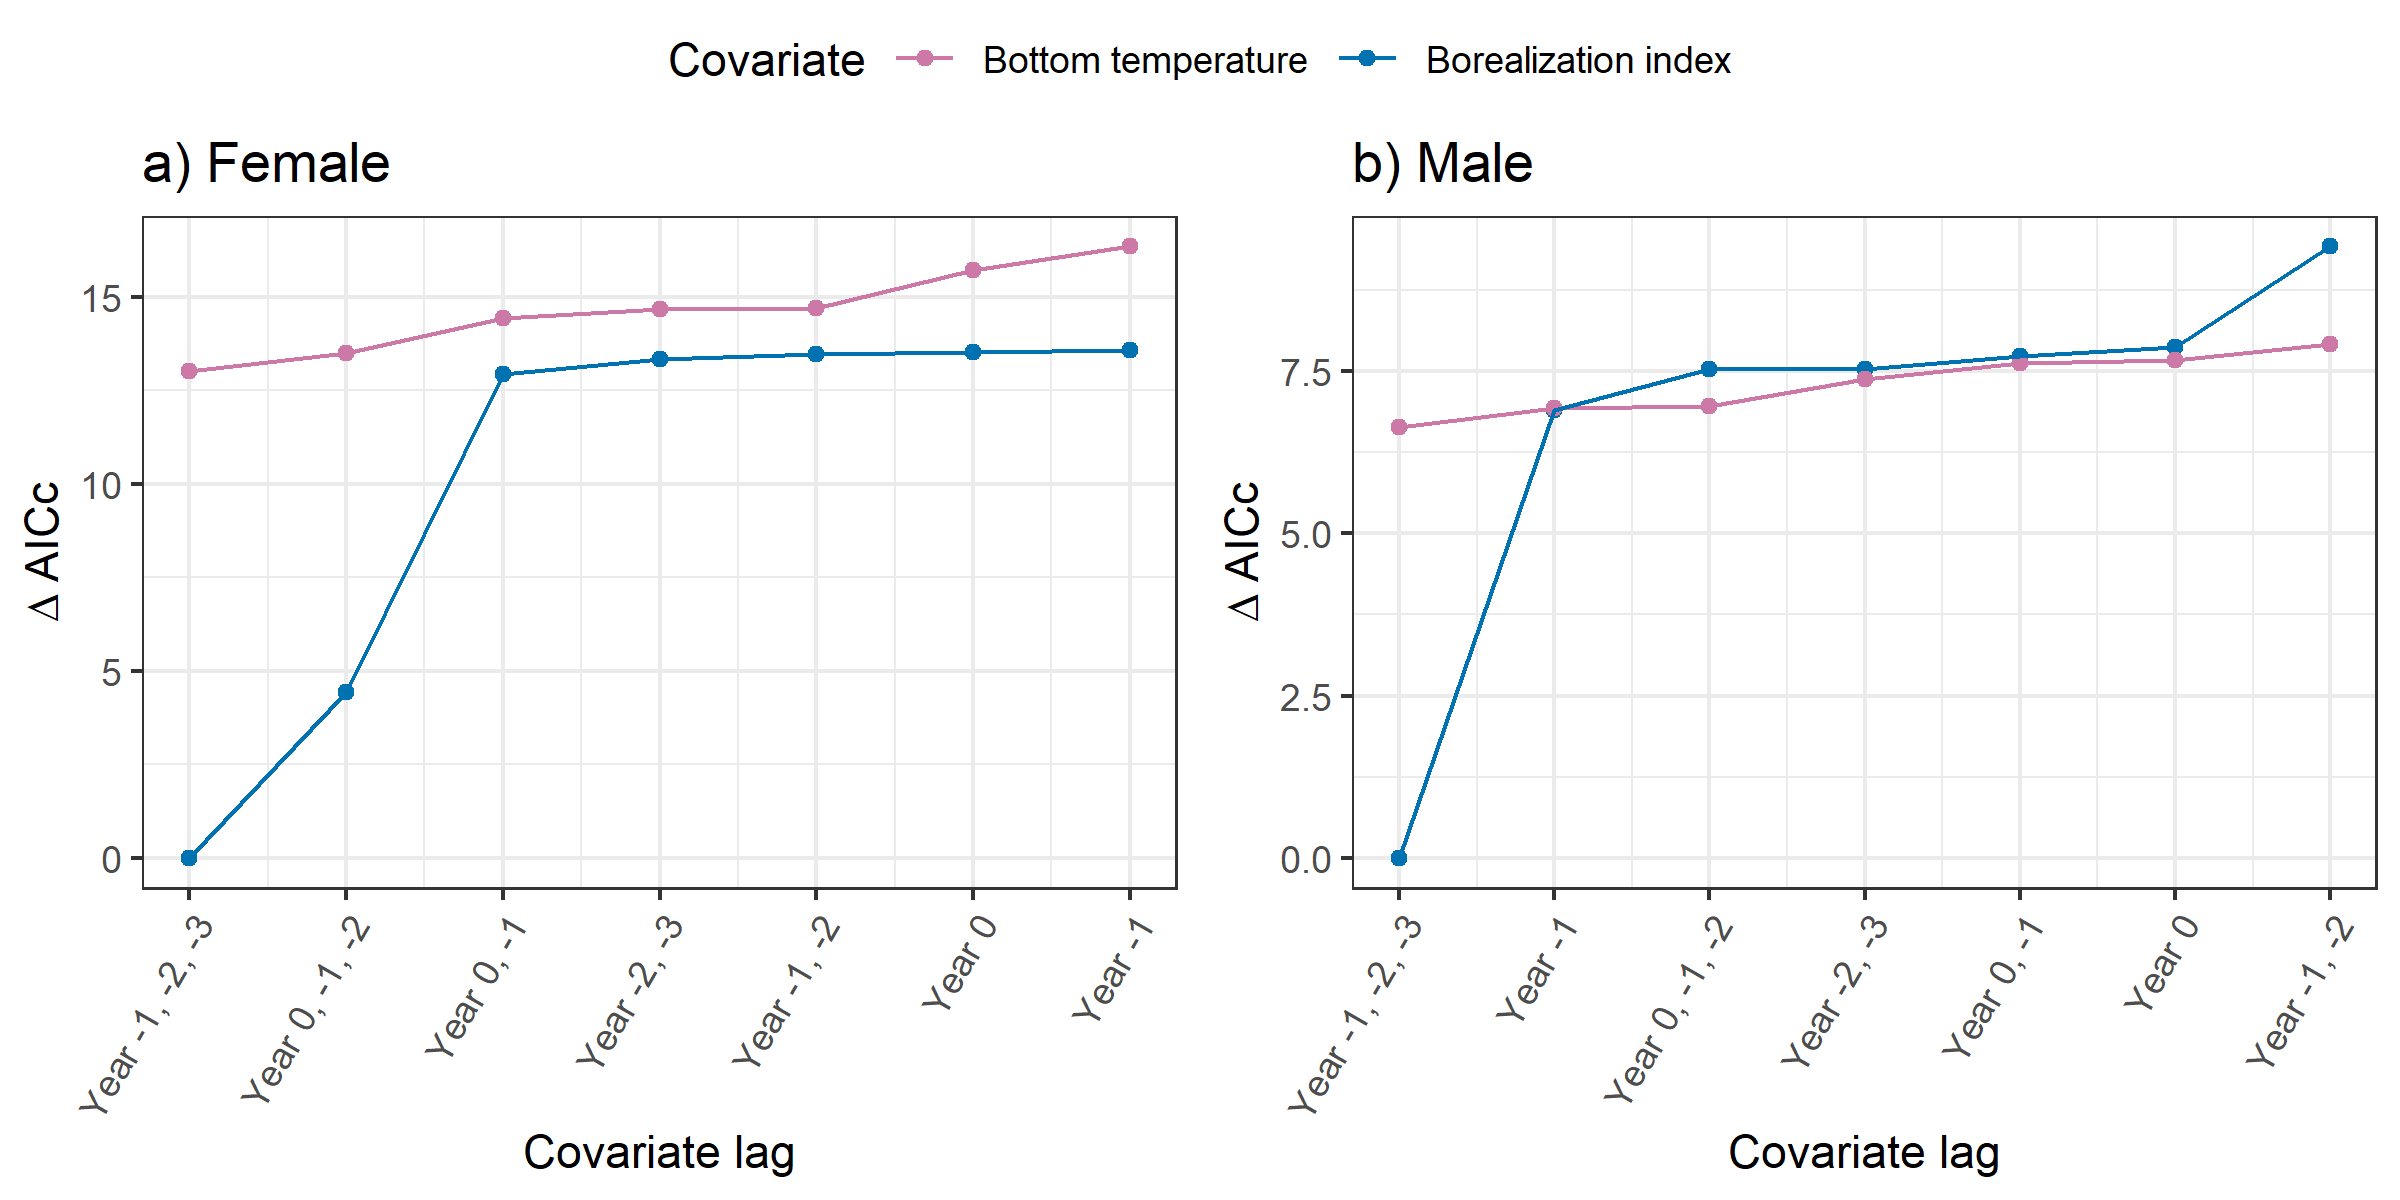 Covariate Bottom temperature Borealization index
a) Female
Δ AICc
15
10
5
0
Year -1, -2, -3
Year 0, -1, -2
Year 0, -1
Year -2, -3
Year -1, -2
Year 0
Year -1
Covariate lag
b) Male
Δ AICc
7.5
5.0
2.5
0.0
Year -1, -2, -3
Year -1
Year 0, -1, -2
Year -2, -3
Year 0, -1
Year 0
Year -1, -2
Covariate lag